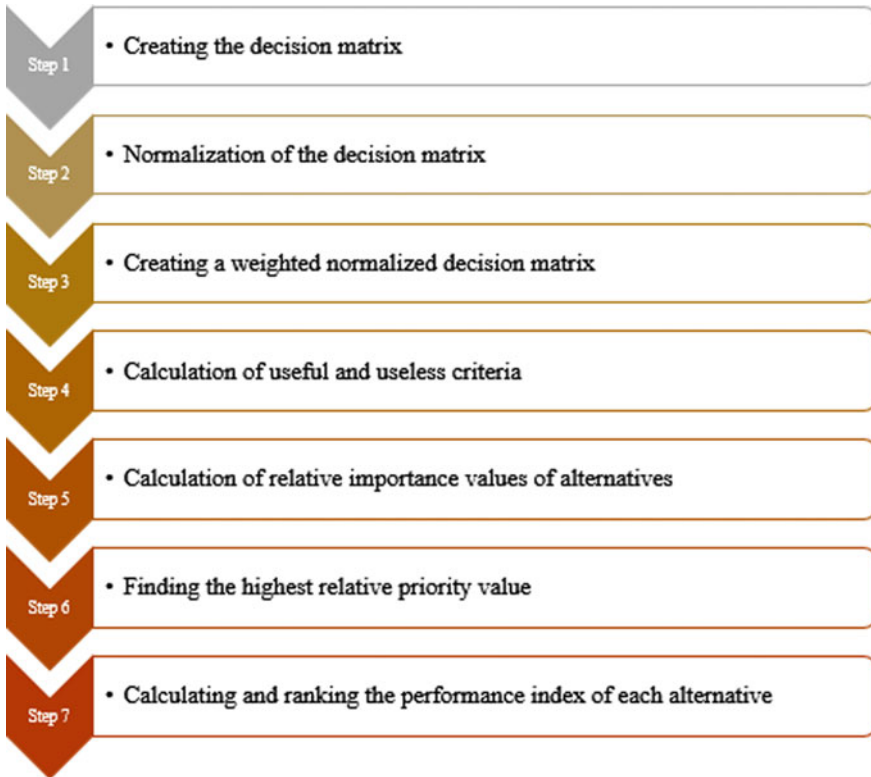 Step 1
• Creating the decision matrix
Step 2
• Normalization of the decision matrix
Step 3
• Creating a weighted normalized decision matrix
Step 4
• Calculation of useful and useless criteria
Step 5
• Calculation of relative importance values of alternatives
Step 6
• Finding the highest relative priority value
Step 7
• Calculating and ranking the performance index of each alternative